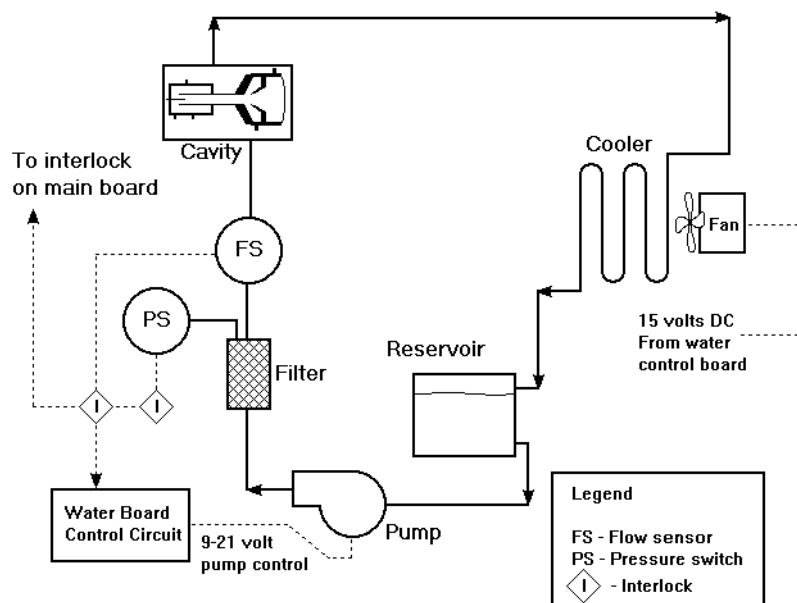 Cavity
Cooler
To interlock
on main board
FS
Fan
PS
15 volts DC
From water
control board
Reservoir
Filter
I
I
Water Board
Control Circuit
9-21 volt
pump control
Pump
Legend
FS - Flow sensor
PS - Pressure switch
I - Interlock